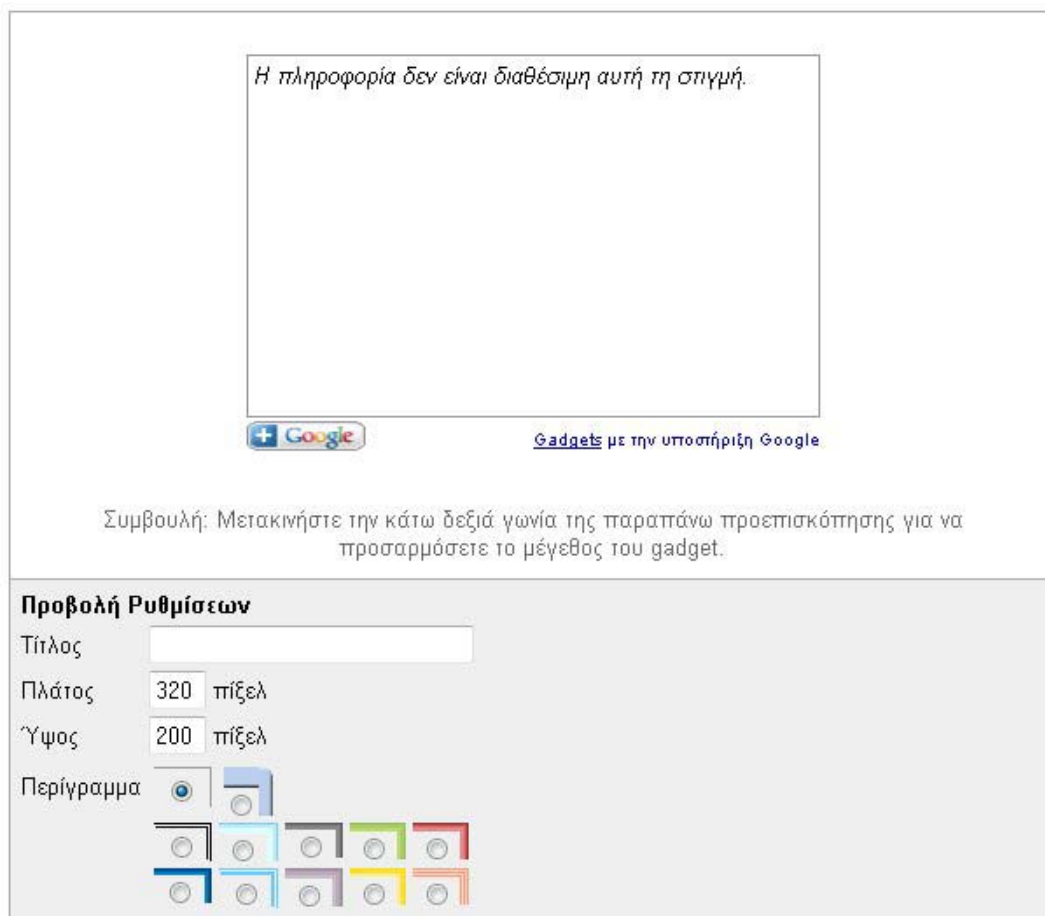 Η πληροφορία δεν είναι διαθέσιμη αυτή τη στιγμή.
Google
Gadgets με την υποστήριξη Google
Συμβουλή: Μετακινήστε την κάτω δεξιά γωνία της παραπάνω προεπισκόπησης για να
προσαρμόσετε το μέγεθος του gadget.
Προβολή Ρυθμίσεων
Τίτλος
Πλάτος 320 πίξελ
Ύψος 200 πίξελ
Περίγραμμα